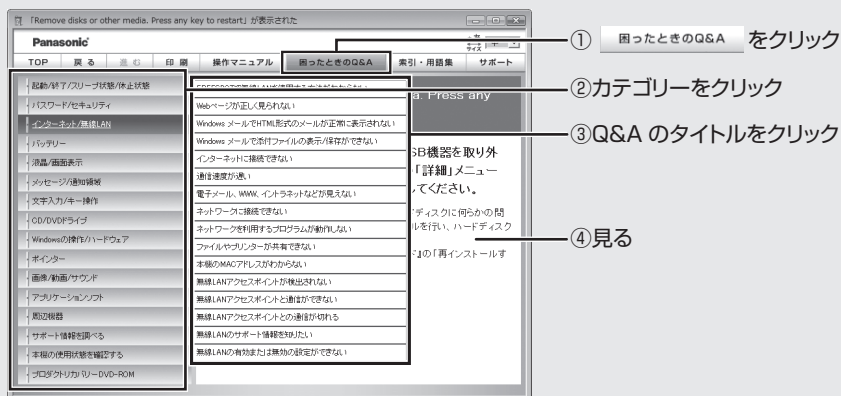 「Remove disks or other media. Press any key to restart」が表示された
Panasonic
文字サイズ
TOP 戻る 進む 印刷 操作マニュアル 困ったときのQ&A 索引・用語集 サポート
起動/終了/スリープ状態/休止状態
パスワード/セキュリティ
インターネット/無線LAN
バッテリー
液晶/画面表示
メッセージ/通知領域
文字入力/キー操作
CD/DVDドライブ
Windowsの操作/ハードウェア
ポインター
画像/動画/サウンド
アプリケーションソフト
周辺機器
サポート情報を調べる
本機の使用状態を確認する
プロダクトリカバリーDVD-ROM
Webページが正しく見られない
Windows メールでHTML形式のメールが正常に表示されない
Windows メールで添付ファイルの表示/保存ができない
インターネットに接続できない
通信速度が遅い
電子メール、WWW、イントラネットなどが見えない
ネットワークに接続できない
ネットワークを利用するプログラムが動作しない
ファイルやプリンターが共有できない
本機のMACアドレスがわからない
無線LANアクセスポイントが検出されない
無線LANアクセスポイントと通信ができない
無線LANアクセスポイントとの通信が切れる
無線LANのサポート情報を知りたい
無線LANの有効または無効の設定ができない
a. Press any
SB機器を取り外
「詳細」メニュー
してください。
ドディスクに何らかの問
ルを行い、ハードディスク
ド』の「再インストールす
① 困ったときのQ&A をクリック
②カテゴリーをクリック
③Q&A のタイトルをクリック
④見る